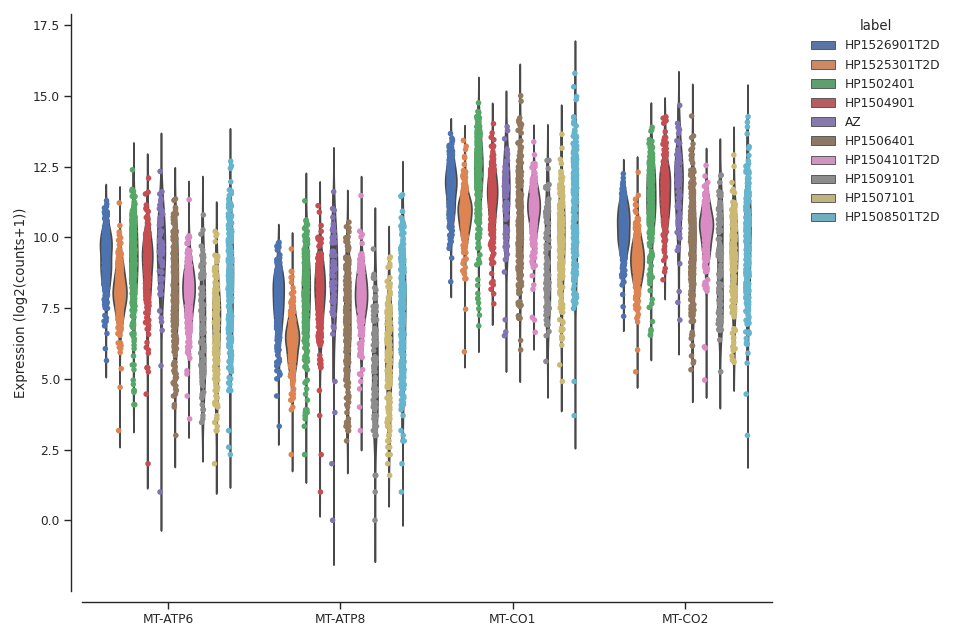 17.5
15.0
12.5
10.0
7.5
5.0
2.5
0.0
Expression (log2(counts+1))
MT-ATP6
MT-ATP8
MT-CO1
MT-CO2
label
HP1526901T2D
HP1525301T2D
HP1502401
HP1504901
AZ
HP1506401
HP1504101T2D
HP1509101
HP1507101
HP1508501T2D